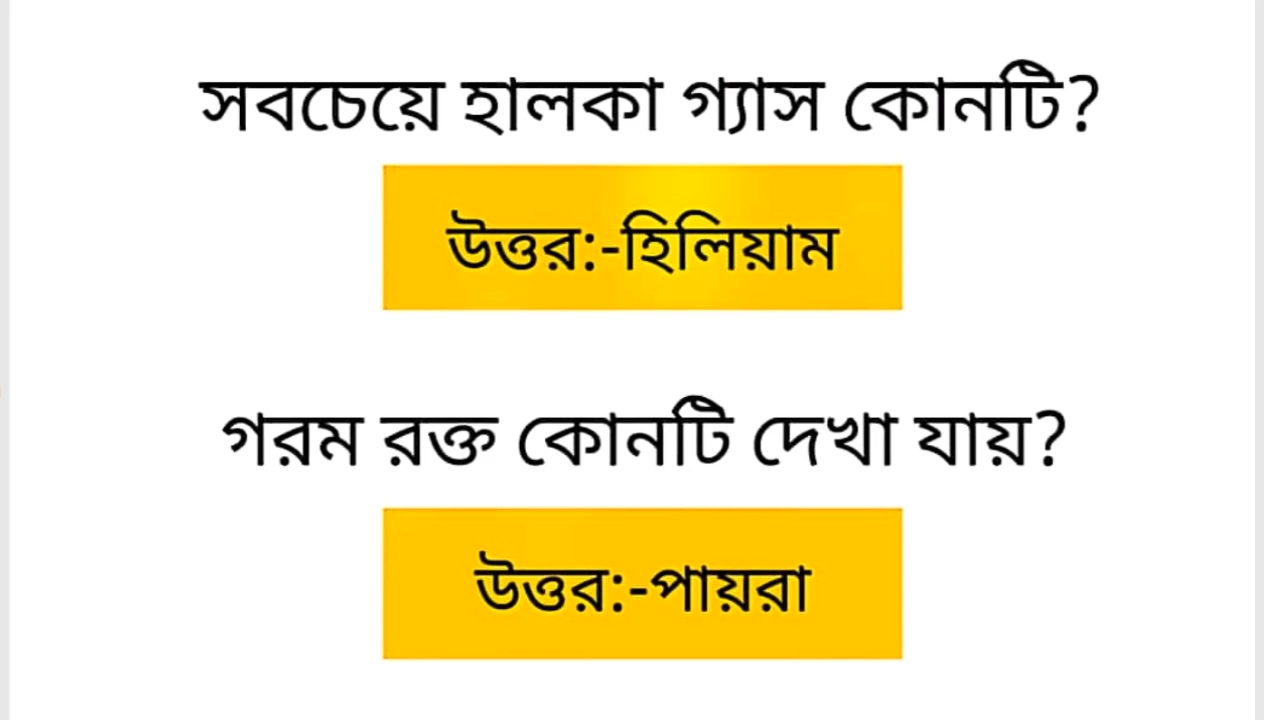 সবচেয়ে হালকা গ্যাস কোনটি?
উত্তর:-হিলিয়াম
গরম রক্ত কোনটি দেখা যায়?
উত্তর:-পায়রা